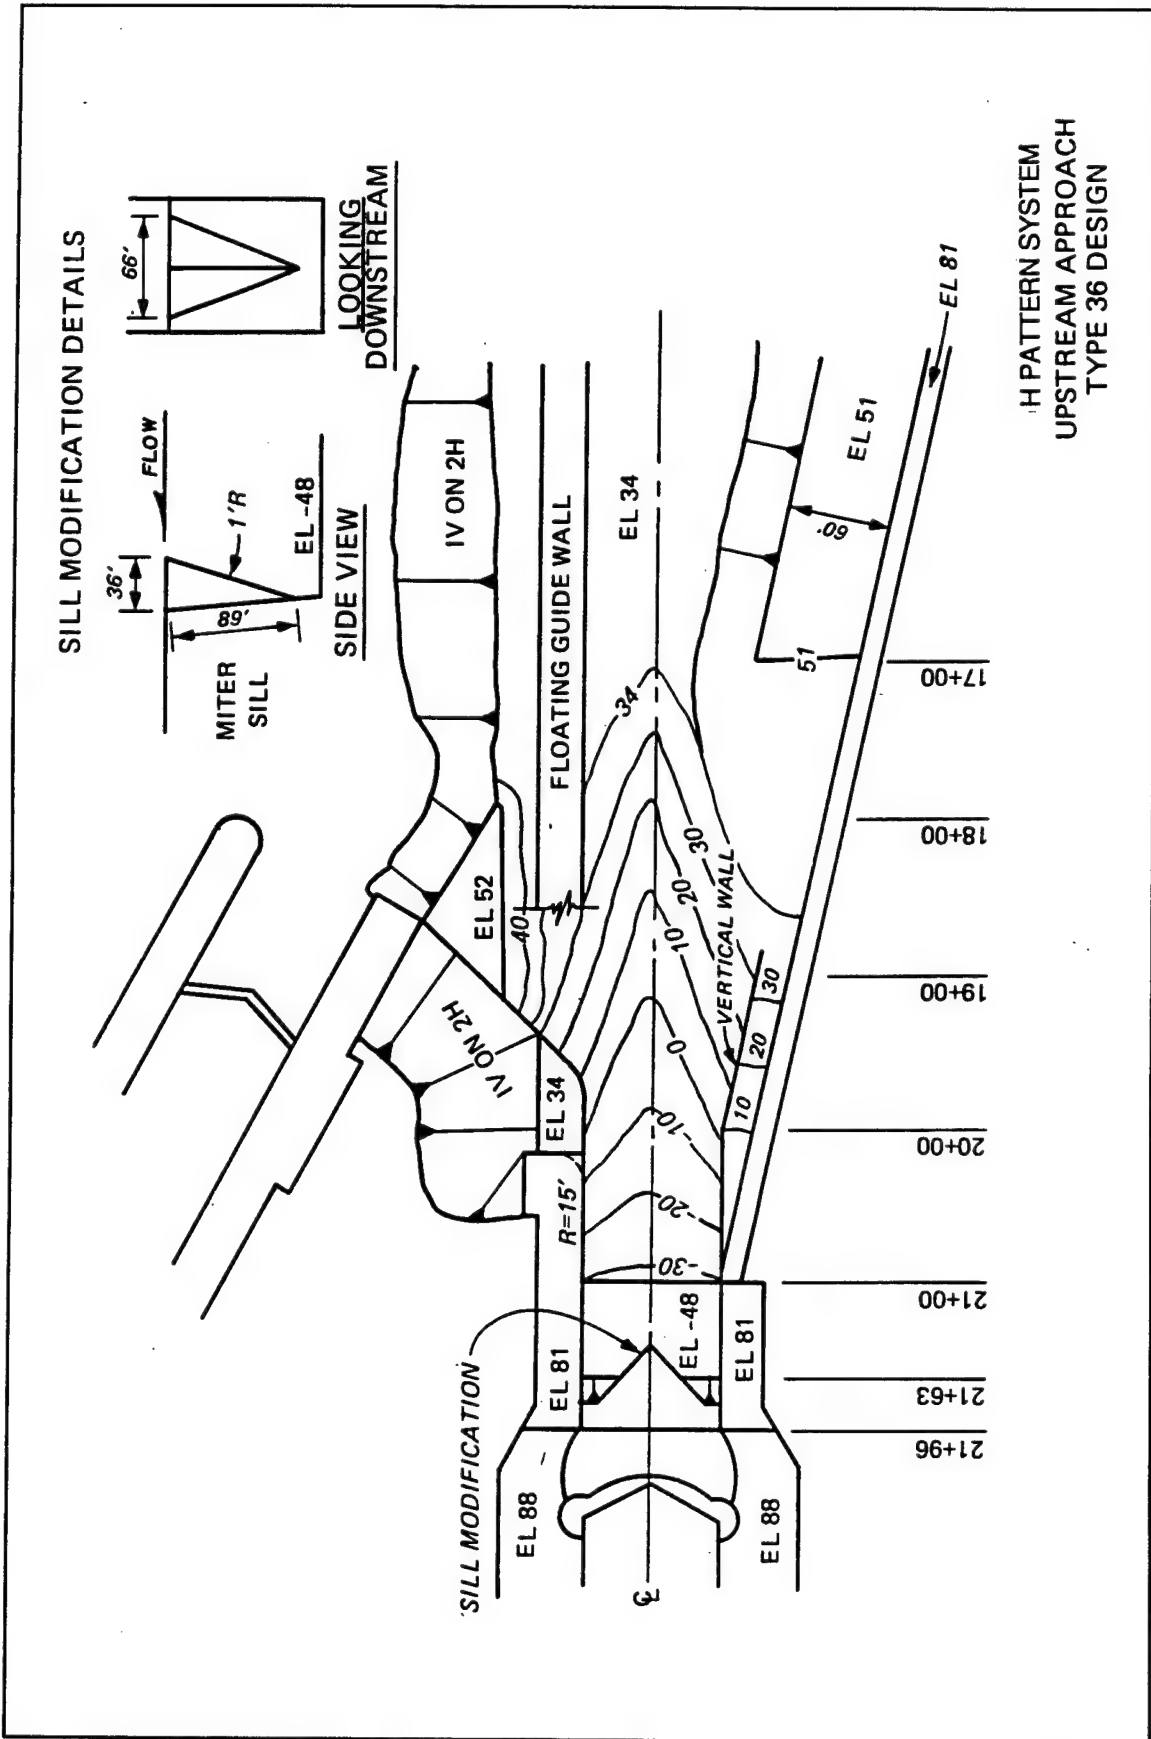 SILL MODIFICATION DETAILS
66'
LOOKING
DOWNSTREAM
FLOW
36'
1'R
68'
EL -48
MITER
SILL
SIDE VIEW
IV ON 2H
FLOATING GUIDE WALL
EL 34
EL 51
60'
EL 81
34
51
EL 52
40
30
20
10
VERTICAL WALL
0
-10
-20
-30
30
20
10
IV ON 2H
EL 34
R=15'
EL 81
EL -48
EL 81
SILL MODIFICATION
EL 88
EL 88
℄
17+00
18+00
19+00
20+00
21+00
21+63
21+96
H PATTERN SYSTEM
UPSTREAM APPROACH
TYPE 36 DESIGN